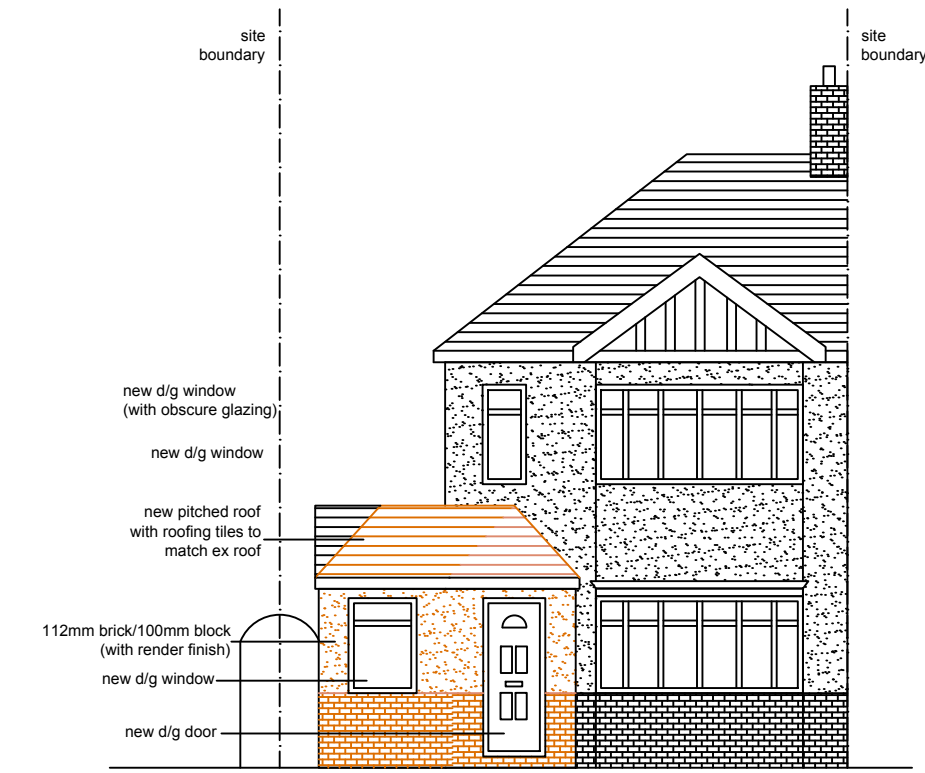 site
boundary
site
boundary
new d/g window
(with obscure glazing)
new d/g window
new pitched roof
with roofing tiles to
match ex roof
112mm brick/100mm block
(with render finish)
new d/g window
new d/g door